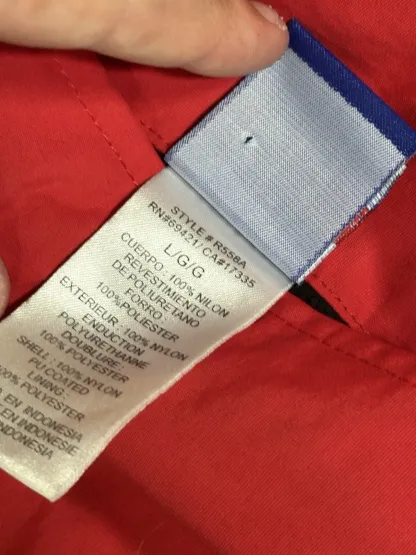 STYLE # R558A
RN#69421/ CA#17335
L/G/G
CUERPO : 100% NILON
REVESTIMIENTO
DE POLIURETANO
FORRO :
100%POLIESTER
EXTERIEUR : 100% NYLON
ENDUCTION
POLYURETHANNE
DOUBLURE:
100% POLYESTER
SHELL : 100% NYLON
PU COATED
LINING :
100% POLYESTER
EN INDONESIA
EN INDONESIE
INDONESIA